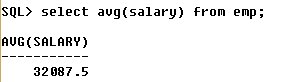 SQL> select avg(salary) from emp;
AVG(SALARY)
-----------
32087.5